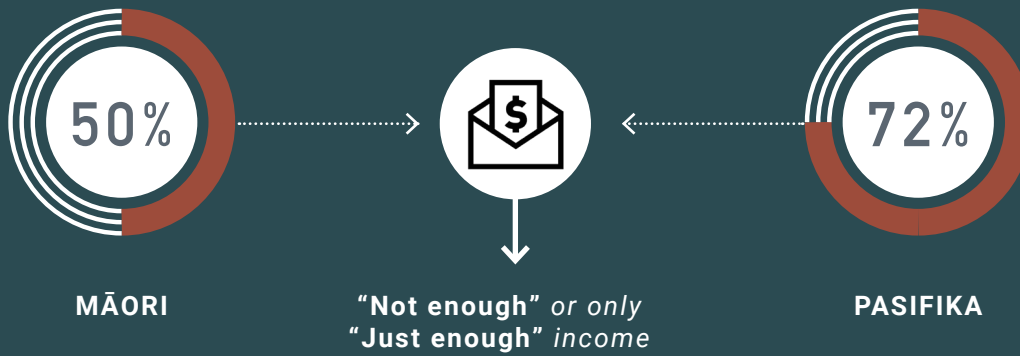 50%
$
72%
MĀORI
“Not enough” or only
“Just enough” income
PASIFIKA